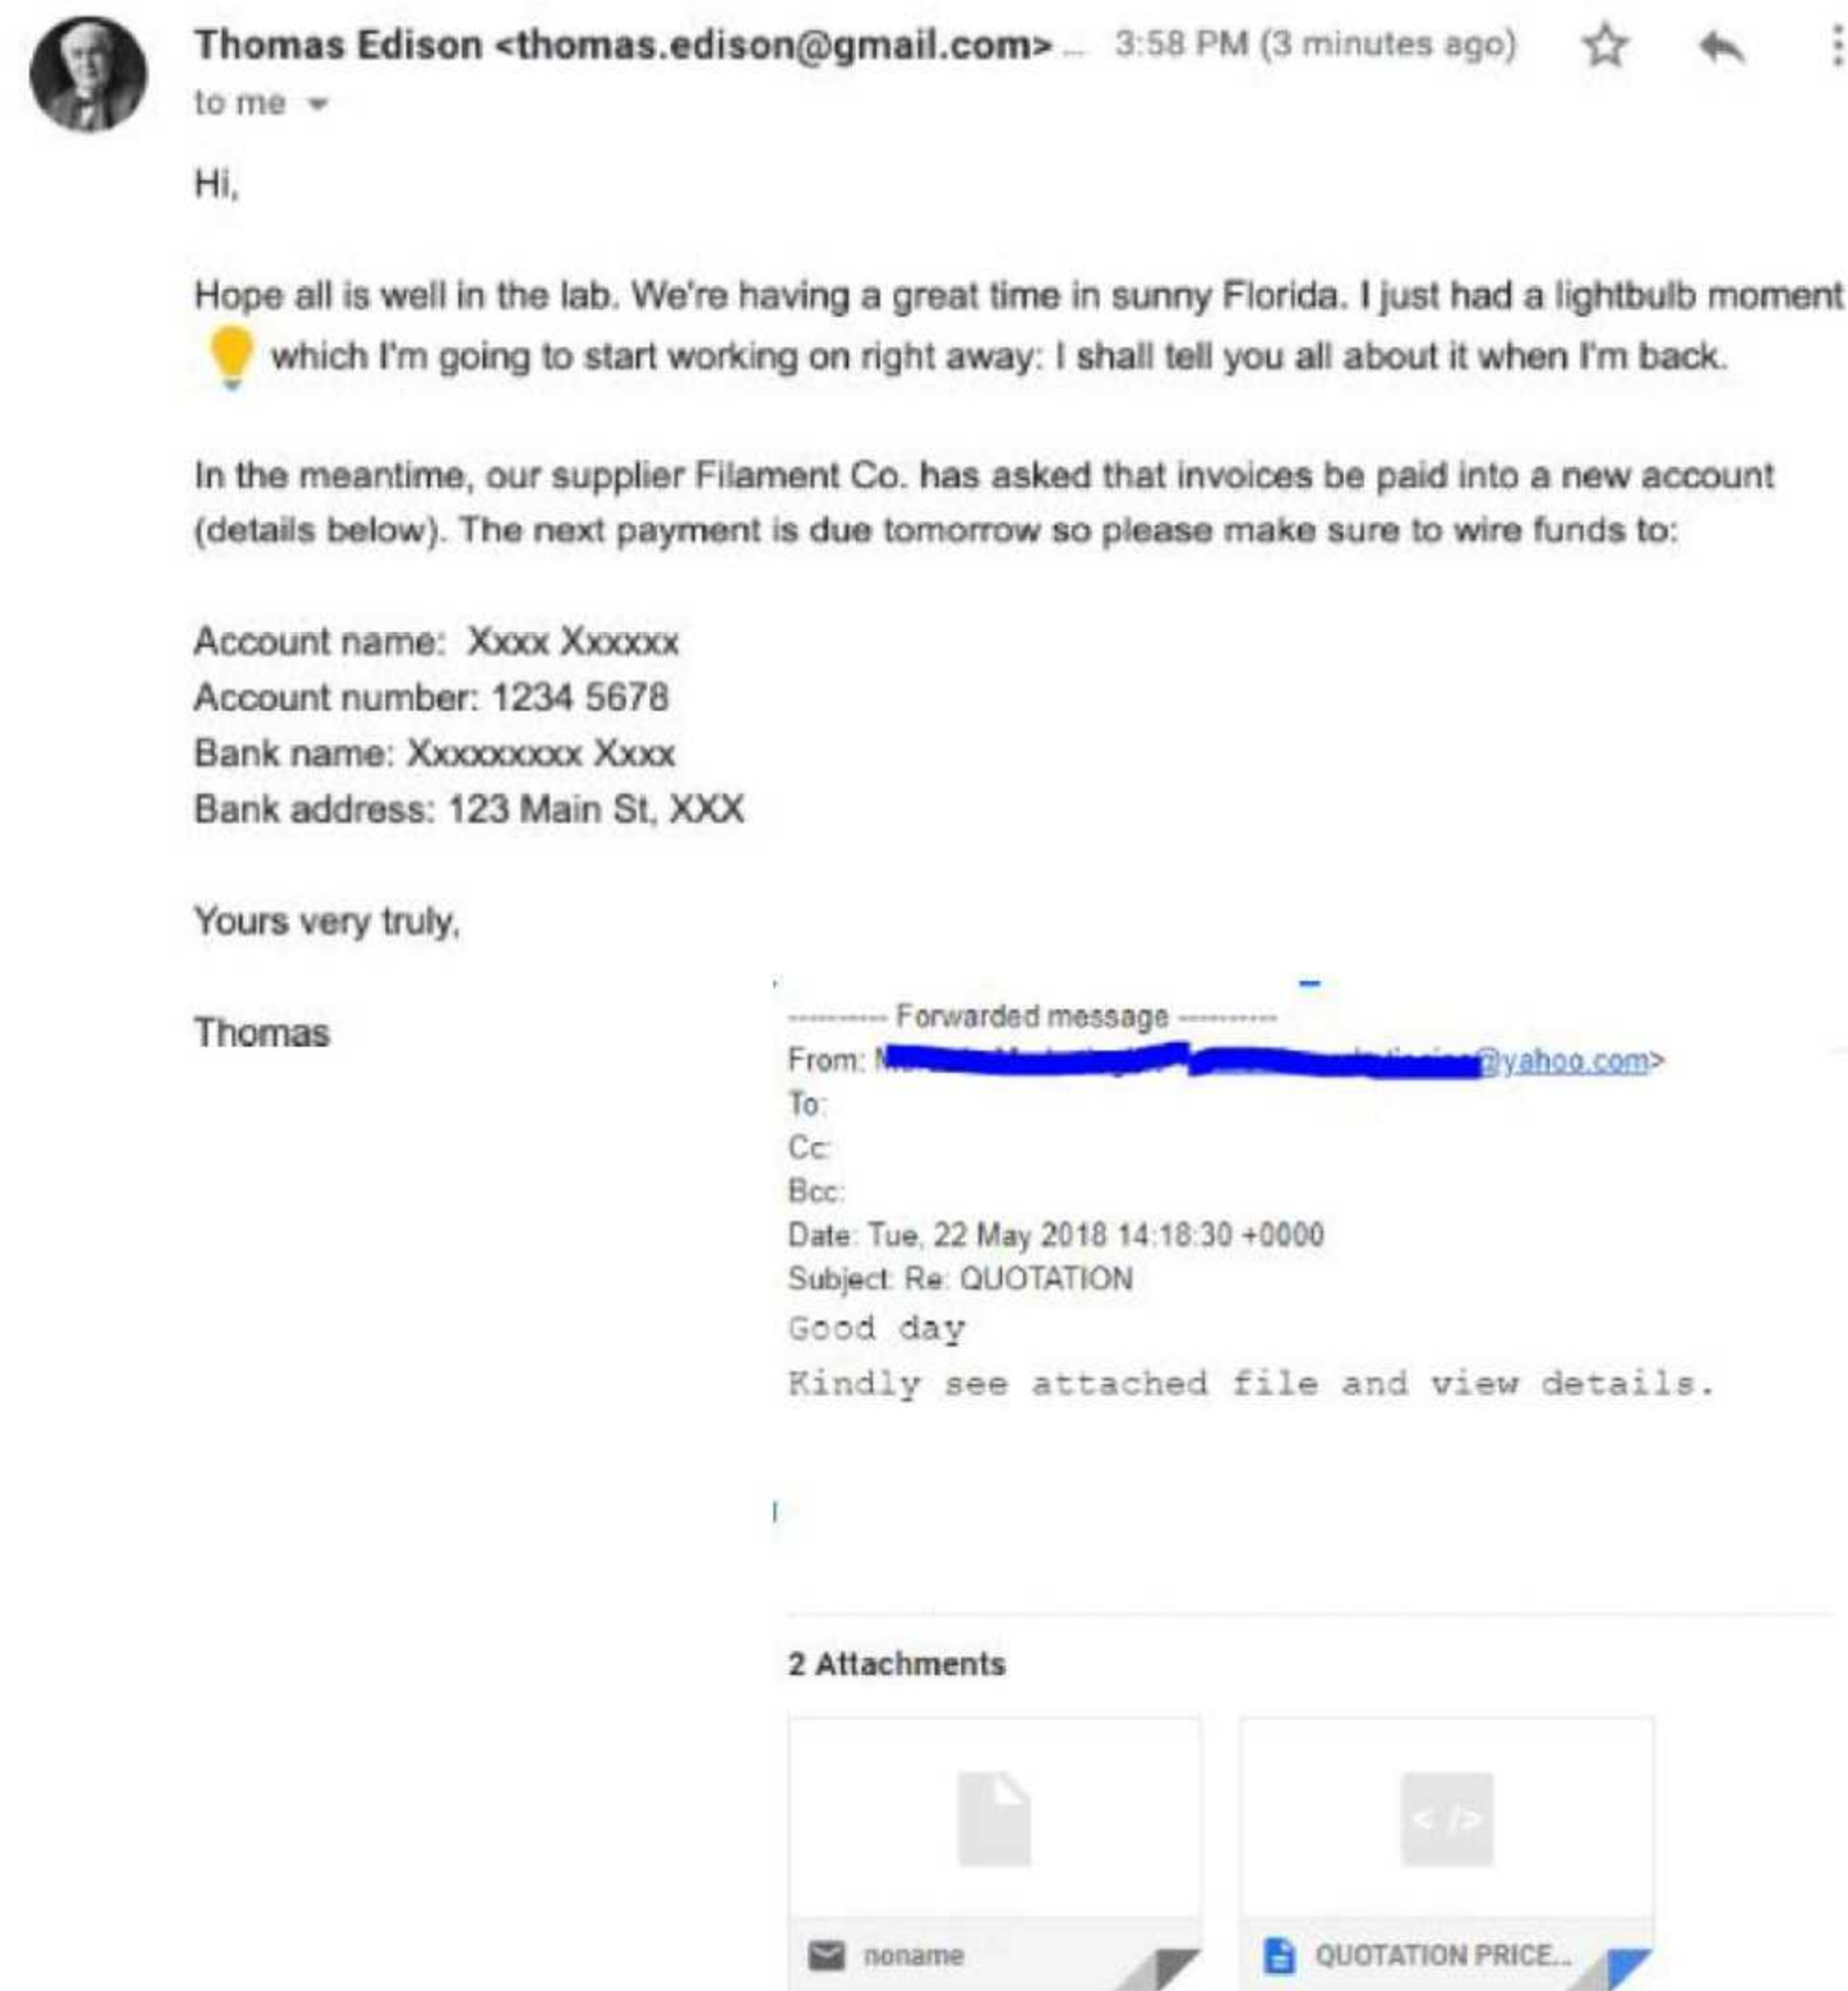 Thomas Edison <thomas.edison@gmail.com> ... 3:58 PM (3 minutes ago)
to me
Hi,
Hope all is well in the lab. We're having a great time in sunny Florida. I just had a lightbulb moment
which I'm going to start working on right away: I shall tell you all about it when I'm back.
In the meantime, our supplier Filament Co. has asked that invoices be paid into a new account
(details below). The next payment is due tomorrow so please make sure to wire funds to:
Account name: Xxxx Xxxxxx
Account number: 1234 5678
Bank name: Xxxxxxxxx Xxxx
Bank address: 123 Main St, XXX
Yours very truly,
Thomas
---------- Forwarded message ----------
From: @yahoo.com>
To:
Cc:
Bcc:
Date: Tue, 22 May 2018 14:18:30 +0000
Subject: Re: QUOTATION
Good day
Kindly see attached file and view details.
2 Attachments
</>
noname
QUOTATION PRICE...